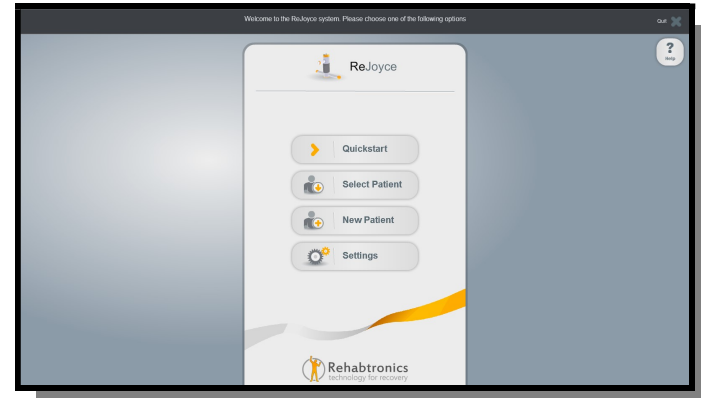 Welcome to the ReJoyce system. Please choose one of the following options
Quit
?
Help
ReJoyce
Quickstart
Select Patient
New Patient
Settings
Rehabtronics
technology for recovery